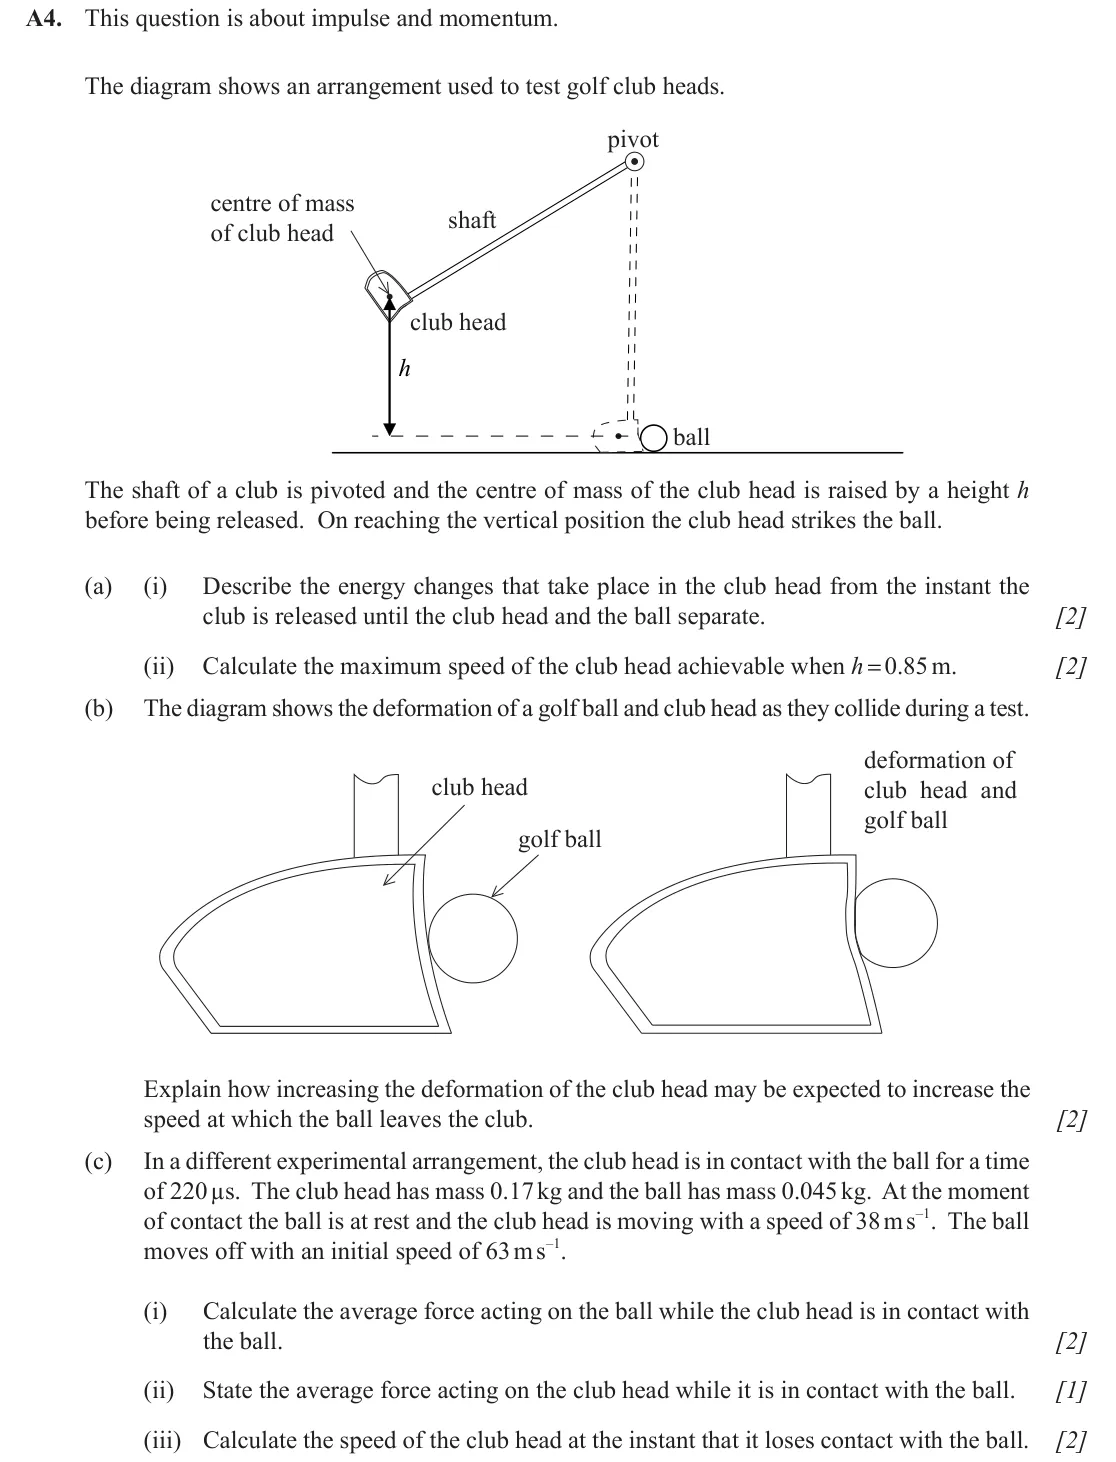 A4. This question is about impulse and momentum.
The diagram shows an arrangement used to test golf club heads.
pivot
centre of mass
of club head
shaft
club head
h
ball
The shaft of a club is pivoted and the centre of mass of the club head is raised by a height h
before being released. On reaching the vertical position the club head strikes the ball.
(a) (i) Describe the energy changes that take place in the club head from the instant the
club is released until the club head and the ball separate. [2]
(ii) Calculate the maximum speed of the club head achievable when h=0.85 m. [2]
(b) The diagram shows the deformation of a golf ball and club head as they collide during a test.
club head
golf ball
deformation of
club head and
golf ball
Explain how increasing the deformation of the club head may be expected to increase the
speed at which the ball leaves the club. [2]
(c) In a different experimental arrangement, the club head is in contact with the ball for a time
of 220 μs. The club head has mass 0.17 kg and the ball has mass 0.045 kg. At the moment
of contact the ball is at rest and the club head is moving with a speed of 38 m s⁻¹. The ball
moves off with an initial speed of 63 m s⁻¹.
(i) Calculate the average force acting on the ball while the club head is in contact with
the ball. [2]
(ii) State the average force acting on the club head while it is in contact with the ball. [1]
(iii) Calculate the speed of the club head at the instant that it loses contact with the ball. [2]